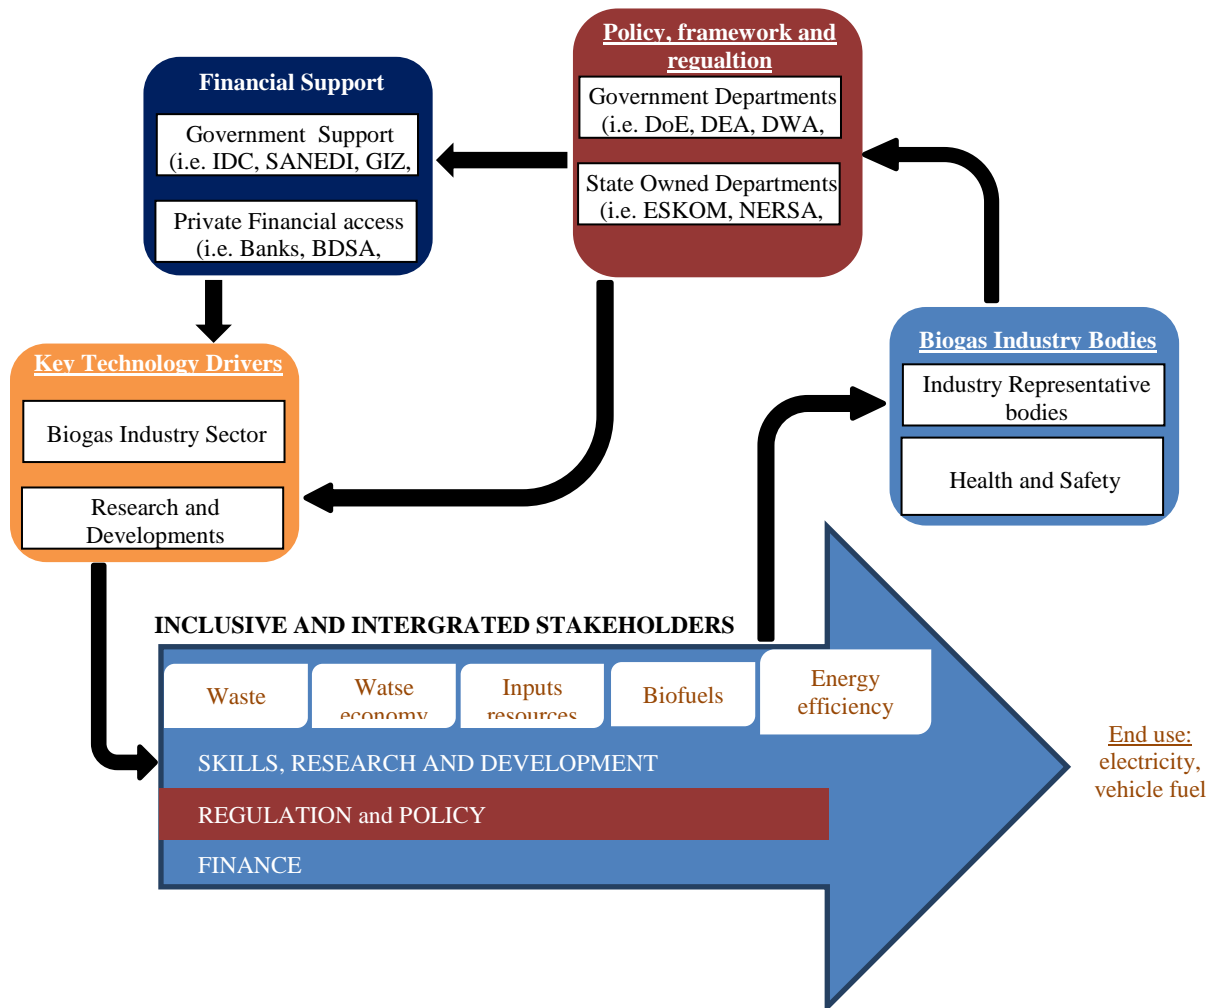 Policy, framework and
regualtion
Government Departments
(i.e. DoE, DEA, DWA,
State Owned Departments
(i.e. ESKOM, NERSA,
Financial Support
Government  Support
(i.e. IDC, SANEDI, GIZ,
Private Financial access
(i.e. Banks, BDSA,
Biogas Industry Bodies
Industry Representative
bodies
Health and Safety
Key Technology Drivers
Biogas Industry Sector
Research and
Developments
INCLUSIVE AND INTERGRATED STAKEHOLDERS
Waste
Watse
economy
Inputs
resources
Biofuels
Energy
efficiency
SKILLS, RESEARCH AND DEVELOPMENT
REGULATION and POLICY
FINANCE
End use:
electricity,
vehicle fuel